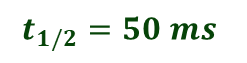 t₁/₂ = 50 ms